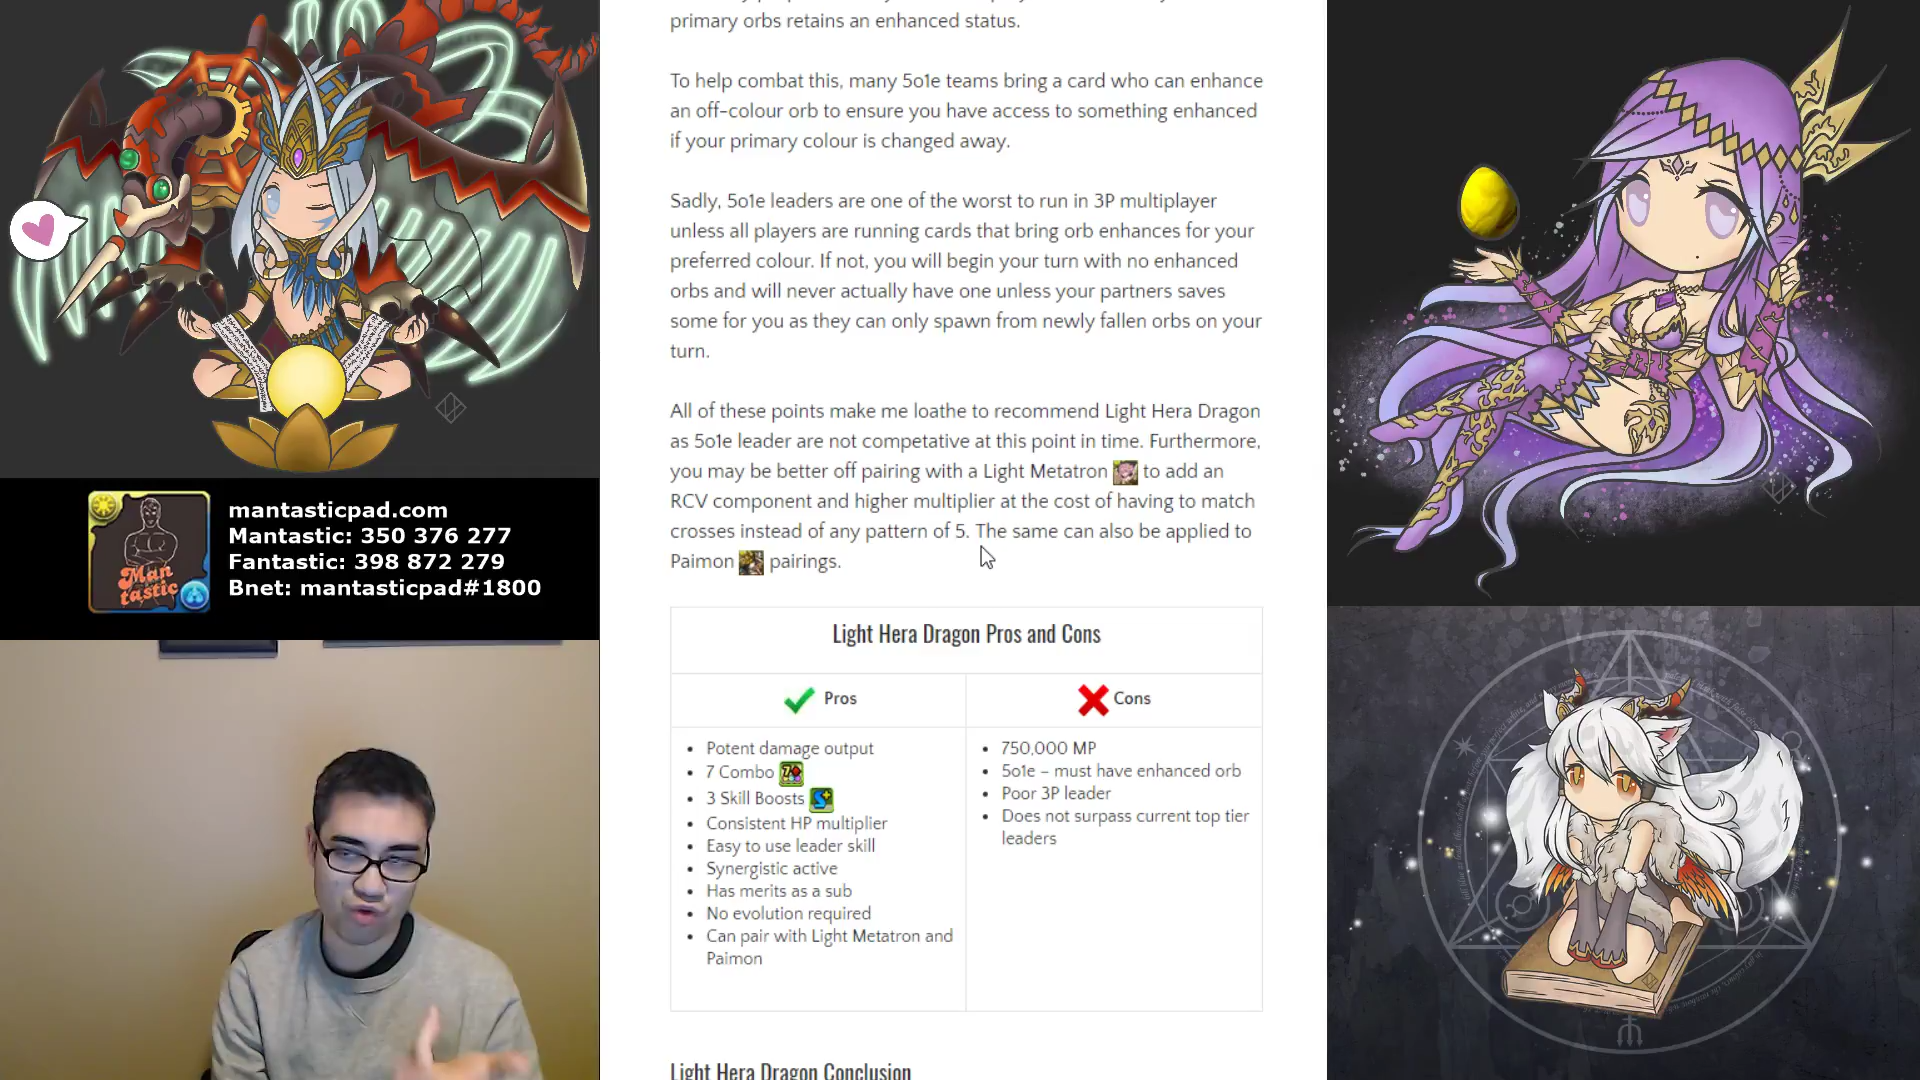 primary orbs retains an enhanced status.
To help combat this, many 5o1e teams bring a card who can enhance
an off-colour orb to ensure you have access to something enhanced
if your primary colour is changed away.
Sadly, 5o1e leaders are one of the worst to run in 3P multiplayer
unless all players are running cards that bring orb enhances for your
preferred colour. If not, you will begin your turn with no enhanced
orbs and will never actually have one unless your partners saves
some for you as they can only spawn from newly fallen orbs on your
turn.
All of these points make me loathe to recommend Light Hera Dragon
as 5o1e leader are not competative at this point in time. Furthermore,
you may be better off pairing with a Light Metatron to add an
RCV component and higher multiplier at the cost of having to match
crosses instead of any pattern of 5. The same can also be applied to
Paimon pairings.
Man
tastic
mantasticpad.com
Mantastic: 350 376 277
Fantastic: 398 872 279
Bnet: mantasticpad#1800
Light Hera Dragon Pros and Cons
Pros
Cons
• Potent damage output
• 7 Combo
• 3 Skill Boosts
• Consistent HP multiplier
• Easy to use leader skill
• Synergistic active
• Has merits as a sub
• No evolution required
• Can pair with Light Metatron and
Paimon
• 750,000 MP
• 5o1e – must have enhanced orb
• Poor 3P leader
• Does not surpass current top tier
leaders
Light Hera Dragon Conclusion